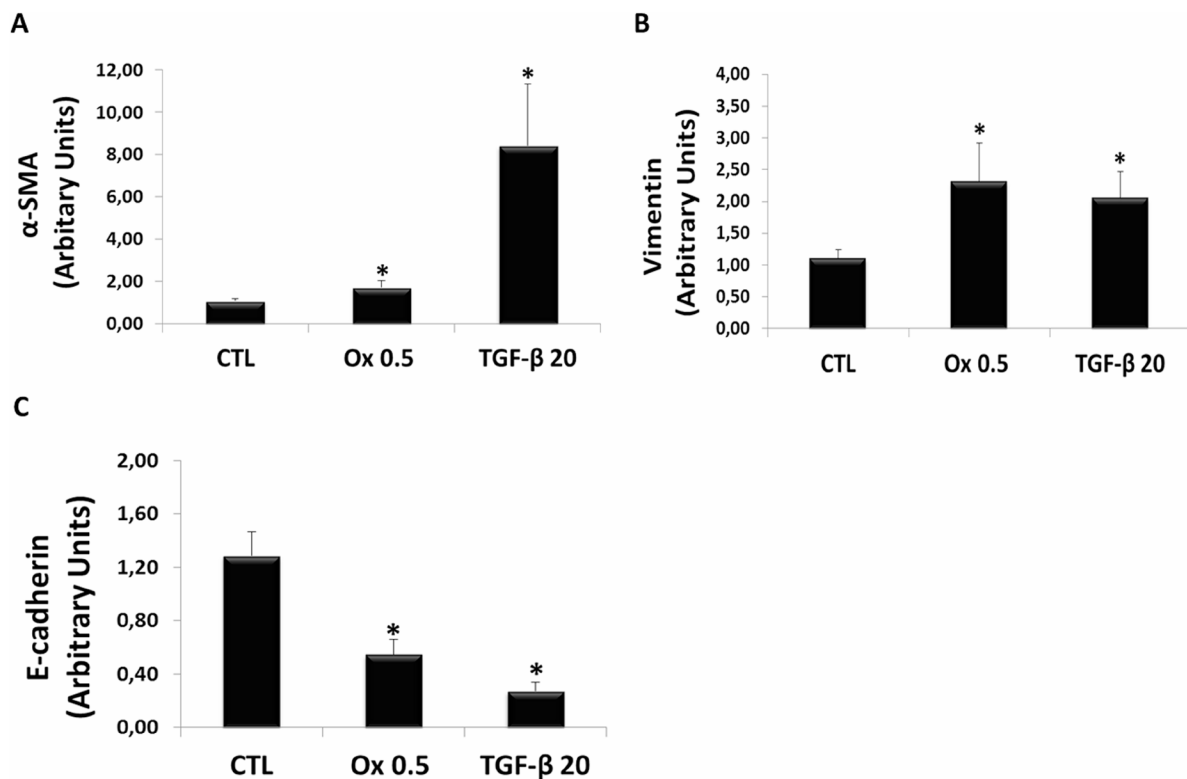 A
α-SMA
(Arbitary Units)
12,00
10,00
8,00
6,00
4,00
2,00
0,00
*
*
CTL
Ox 0.5
TGF-β 20
B
Vimentin
(Arbitrary Units)
4,00
3,50
3,00
2,50
2,00
1,50
1,00
0,50
0,00
*
*
CTL
Ox 0.5
TGF-β 20
C
E-cadherin
(Arbitrary Units)
2,00
1,60
1,20
0,80
0,40
0,00
*
*
CTL
Ox 0.5
TGF-β 20